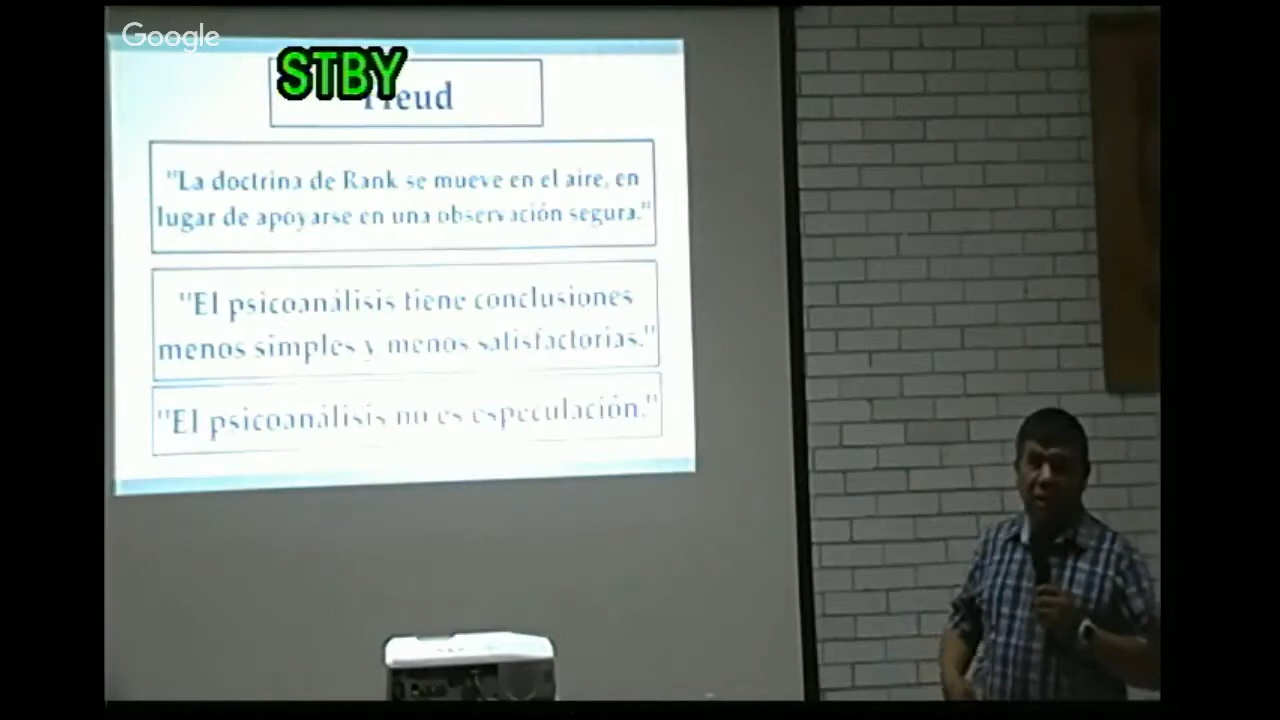 Google
STBY
Freud
"La doctrina de Rank se mueve en el aire, en
lugar de apoyarse en una observación segura."
"El psicoanálisis tiene conclusiones
menos simples y menos satisfactorias."
"El psicoanálisis no es especulación."